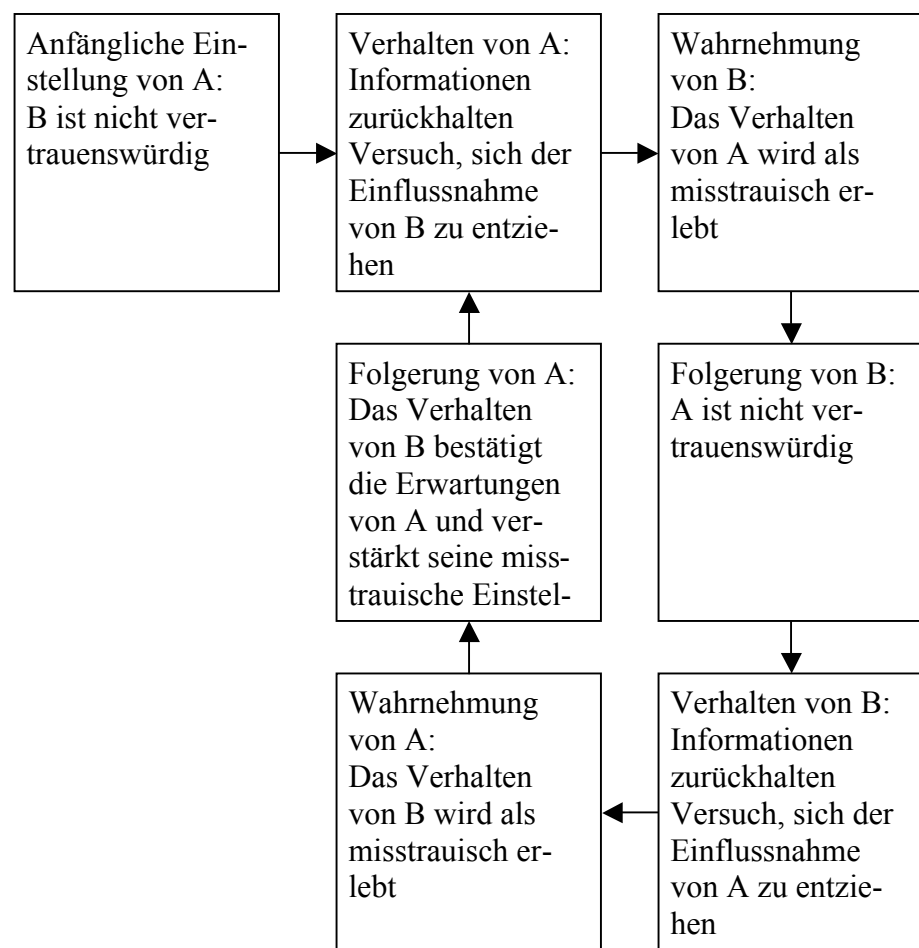 Anfängliche Ein-
stellung von A:
B ist nicht ver-
trauenswürdig
Verhalten von A:
Informationen
zurückhalten
Versuch, sich der
Einflussnahme
von B zu entzie-
hen
Wahrnehmung
von B:
Das Verhalten
von A wird als
misstrauisch er-
lebt
Folgerung von B:
A ist nicht ver-
trauenswürdig
Verhalten von B:
Informationen
zurückhalten
Versuch, sich der
Einflussnahme
von A zu entzie-
hen
Wahrnehmung
von A:
Das Verhalten
von B wird als
misstrauisch er-
lebt
Folgerung von A:
Das Verhalten
von B bestätigt
die Erwartungen
von A und ver-
stärkt seine miss-
trauische Einstel-